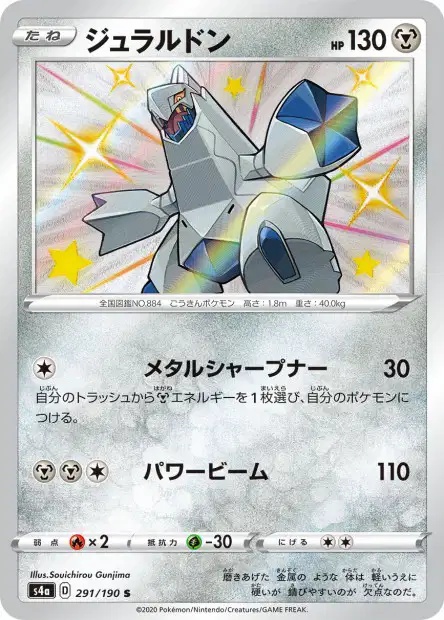 たね ジュラルドン HP 130
全国図鑑NO.884 ごうきんポケモン 高さ:1.8m 重さ:40.0kg
メタルシャープナー 30
自分のトラッシュからエネルギーを1枚選び、自分のポケモンに
つける。
パワービーム 110
弱点 ×2 抵抗力 -30 にげる
Illus.Souichirou Gunjima
s4a D 291/190 S
磨きあげた 金属の ような 体は 軽いうえに
硬いが 錆びやすいのが 欠点なのだ。
©2020 Pokémon/Nintendo/Creatures/GAME FREAK.